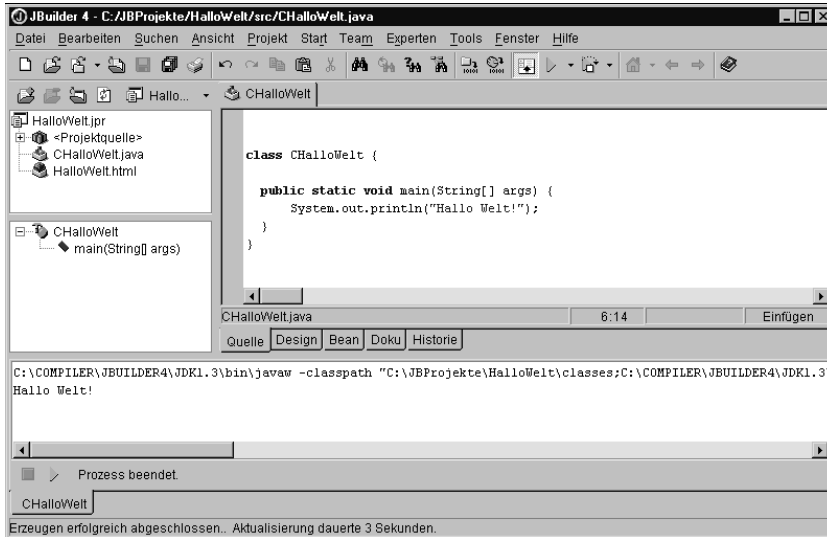 JBuilder 4 - C:/JBProjekte/HalloWelt/src/CHalloWelt.java
Datei Bearbeiten Suchen Ansicht Projekt Start Team Experten Tools Fenster Hilfe
Hallo... CHalloWelt
HalloWelt.jpr
<Projektquelle>
CHalloWelt.java
HalloWelt.html
class CHalloWelt {
public static void main(String[] args) {
System.out.println("Hallo Welt!");
}
}
CHalloWelt
main(String[] args)
CHalloWelt.java 6:14 Einfügen
Quelle Design Bean Doku Historie
C:\COMPILER\JBUILDER4\JDK1.3\bin\javaw -classpath "C:\JBProjekte\HalloWelt\classes;C:\COMPILER\JBUILDER4\JDK1.3\
Hallo Welt!
Prozess beendet.
CHalloWelt
Erzeugen erfolgreich abgeschlossen.. Aktualisierung dauerte 3 Sekunden.